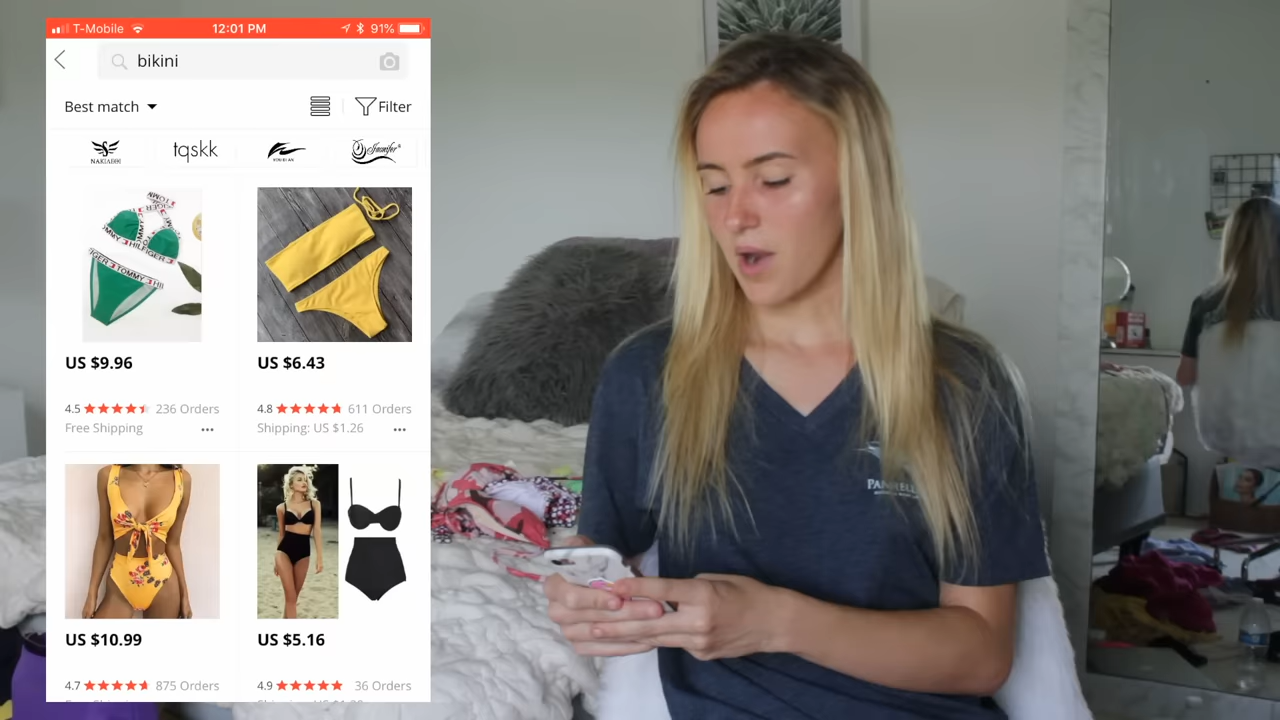 T-Mobile 12:01 PM 91%
bikini
Best match Filter
NAKIAEOI tqskk Jennifer
US $9.96 US $6.43
4.5 236 Orders 4.8 611 Orders
Free Shipping Shipping: US $1.26
US $10.99 US $5.16
4.7 875 Orders 4.9 36 Orders